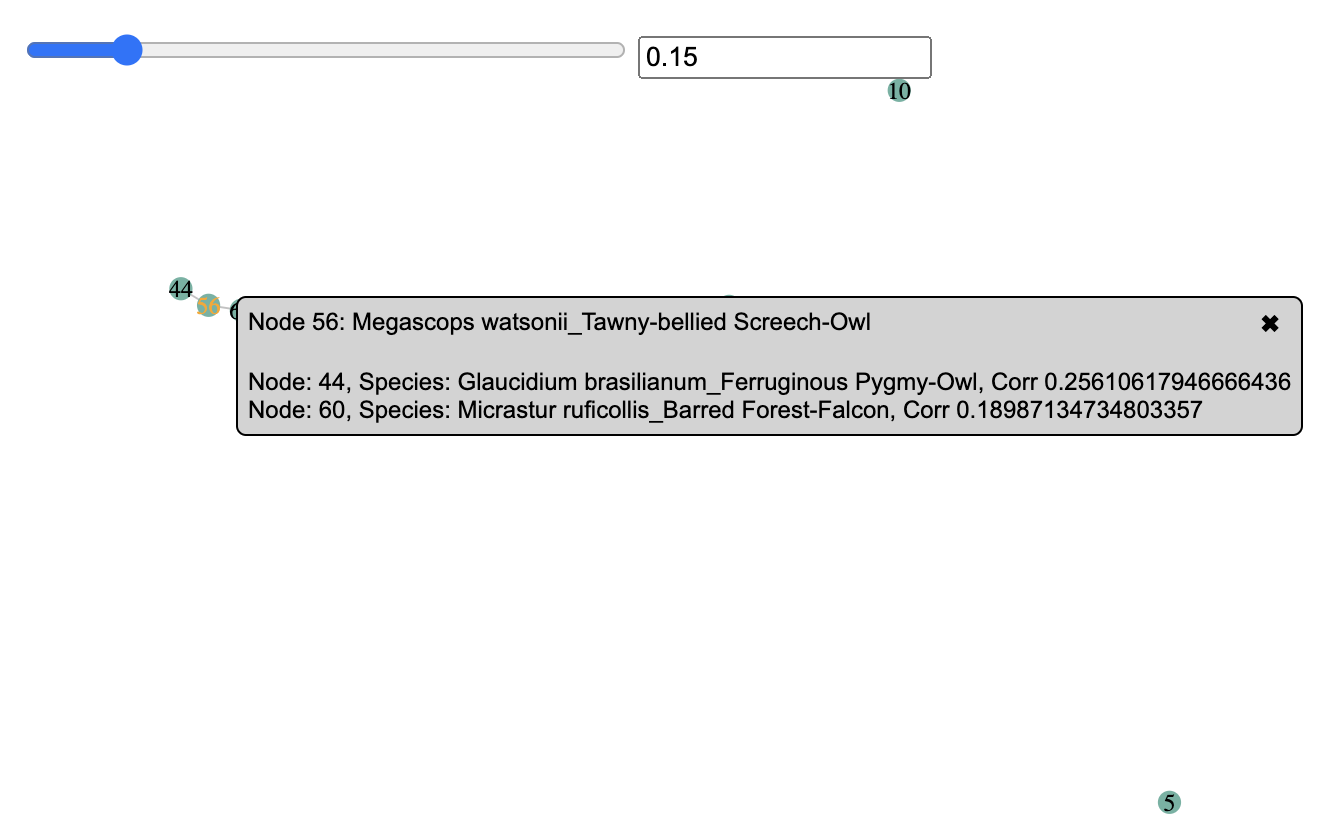 0.15
10
44
56
6
Node 56: Megascops watsonii_Tawny-bellied Screech-Owl
✖
Node: 44, Species: Glaucidium brasilianum_Ferruginous Pygmy-Owl, Corr 0.25610617946666436
Node: 60, Species: Micrastur ruficollis_Barred Forest-Falcon, Corr 0.18987134734803357
5